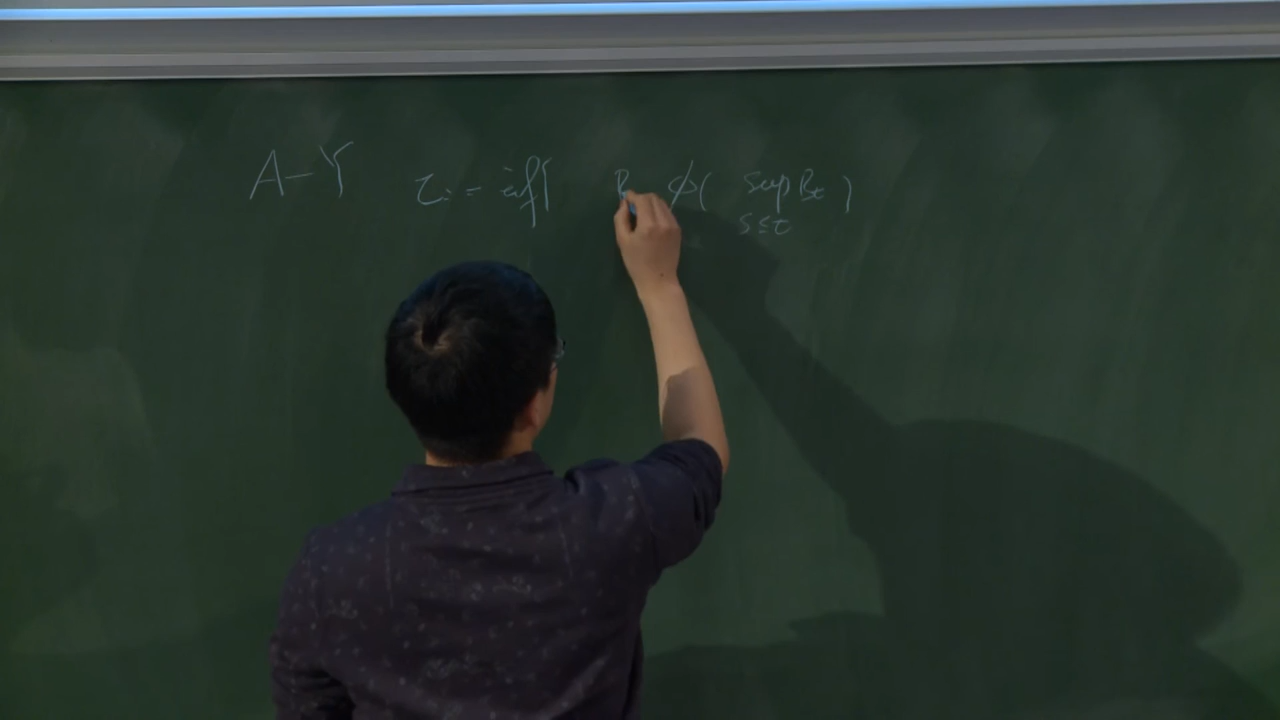 A-Y τ. = inf{ B ϕ( sup B_t )
s≤t